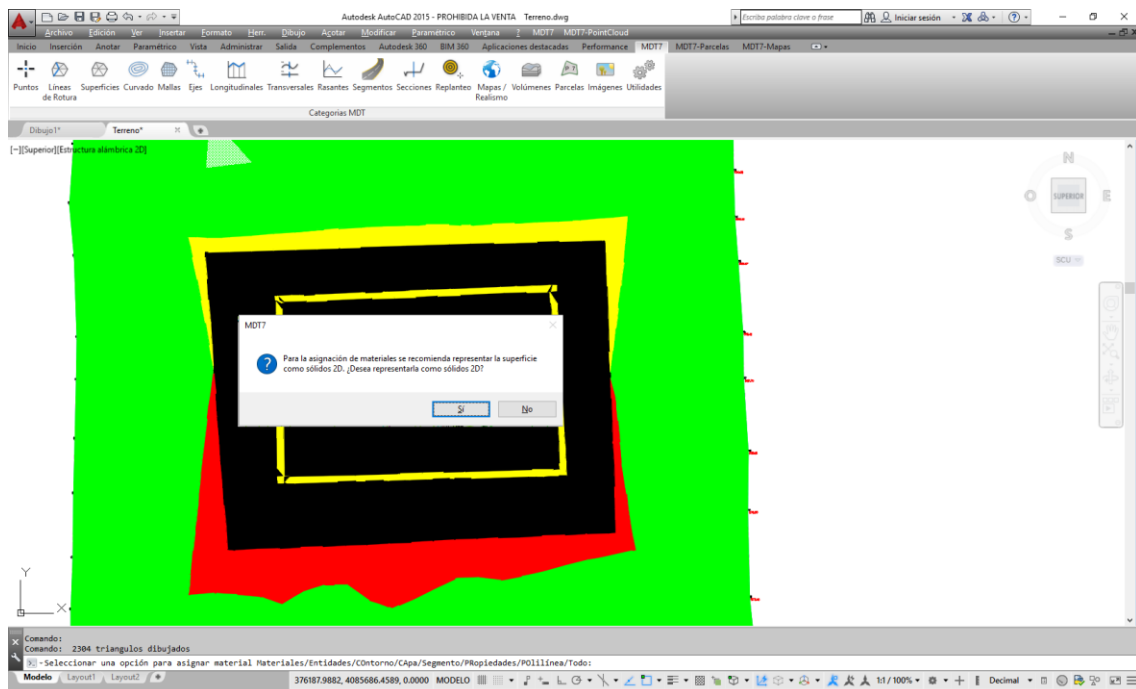 Autodesk AutoCAD 2015 - PROHIBIDA LA VENTA Terreno.dwg
Escriba palabra clave o frase
Iniciar sesión
Archivo Edición Ver Insertar Formato Herr. Dibujo Acotar Modificar Paramétrico Ventana ? MDT7 MDT7-PointCloud
Inicio Inserción Anotar Paramétrico Vista Administrar Salida Complementos Autodesk 360 BIM 360 Aplicaciones destacadas Performance MDT7 MDT7-Parcelas MDT7-Mapas
Puntos Líneas de Rotura Superficies Curvado Mallas Ejes Longitudinales Transversales Rasantes Segmentos Secciones Replanteo Mapas / Realismo Volúmenes Parcelas Imágenes Utilidades
Categorias MDT
Dibujo1* Terreno*
[−][Superior][Estructura alámbrica 2D]
N
O SUPERIOR E
S
SCU
MDT7
Para la asignación de materiales se recomienda representar la superficie
como sólidos 2D. ¿Desea representarla como sólidos 2D?
Sí No
Y
X
Comando:
Comando: 2304 triangulos dibujados
-Seleccionar una opción para asignar material Materiales/Entidades/COntorno/CApa/Segmento/PRopiedades/POlilínea/Todo:
Modelo Layout1 Layout2
376187.9882, 4085686.4589, 0.0000 MODELO 1:1 / 100% Decimal